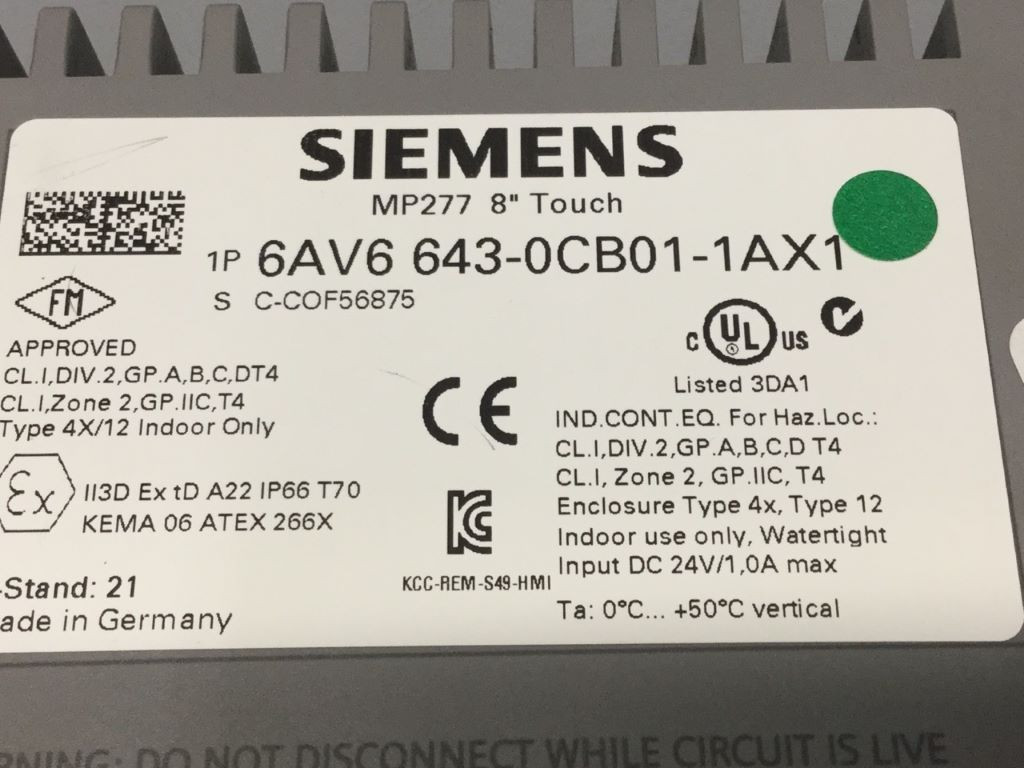 SIEMENS
MP277 8" Touch
1P 6AV6 643-0CB01-1AX1
S C-COF56875
FM
APPROVED
CL.I,DIV.2,GP.A,B,C,DT4
CL.I,Zone 2,GP.IIC,T4
Type 4X/12 Indoor Only
CE
C UL US
Listed 3DA1
IND.CONT.EQ. For Haz.Loc.:
CL.I,DIV.2,GP.A,B,C,D T4
CL.I, Zone 2, GP.IIC, T4
Enclosure Type 4x, Type 12
Indoor use only, Watertight
Input DC 24V/1,0A max
Ta: 0°C... +50°C vertical
Ex II3D Ex tD A22 IP66 T70
KEMA 06 ATEX 266X
KCC-REM-S49-HMI
-Stand: 21
ade in Germany
RNING: DO NOT DISCONNECT WHILE CIRCUIT IS LIVE